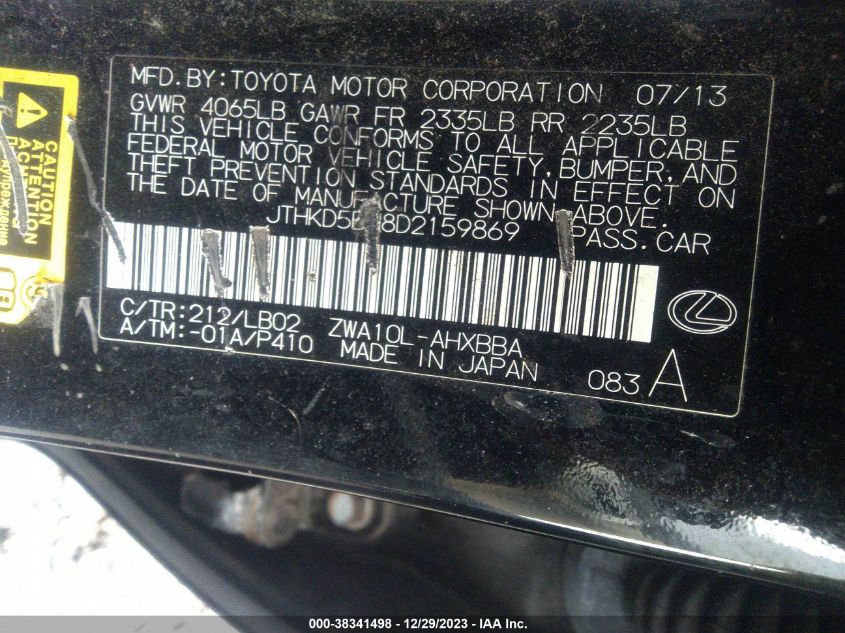 MFD.BY:TOYOTA MOTOR CORPORATION 07/13
GVWR 4065LB GAWR FR 2335LB RR 2235LB
THIS VEHICLE CONFORMS TO ALL APPLICABLE
FEDERAL MOTOR VEHICLE SAFETY, BUMPER, AND
THEFT PREVENTION STANDARDS IN EFFECT ON
THE DATE OF MANUFACTURE SHOWN ABOVE.
PASS.CAR
C/TR:212/LB02 ZWA10L-AHXBBA
A/TM:-01A/P410 MADE IN JAPAN
083 A
CAUTION
ATTENTION
ACHTUNG
000-38341498 - 12/29/2023 - IAA Inc.